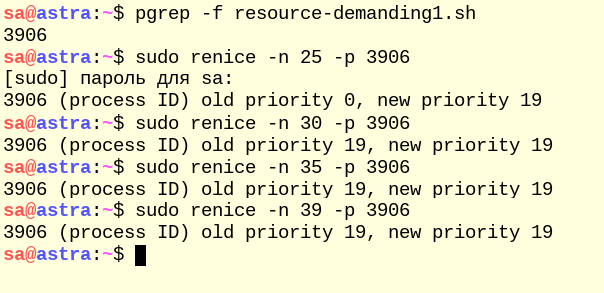 sa@astra:~$ pgrep -f resource-demanding1.sh
3906
sa@astra:~$ sudo renice -n 25 -p 3906
[sudo] пароль для sa:
3906 (process ID) old priority 0, new priority 19
sa@astra:~$ sudo renice -n 30 -p 3906
3906 (process ID) old priority 19, new priority 19
sa@astra:~$ sudo renice -n 35 -p 3906
3906 (process ID) old priority 19, new priority 19
sa@astra:~$ sudo renice -n 39 -p 3906
3906 (process ID) old priority 19, new priority 19
sa@astra:~$